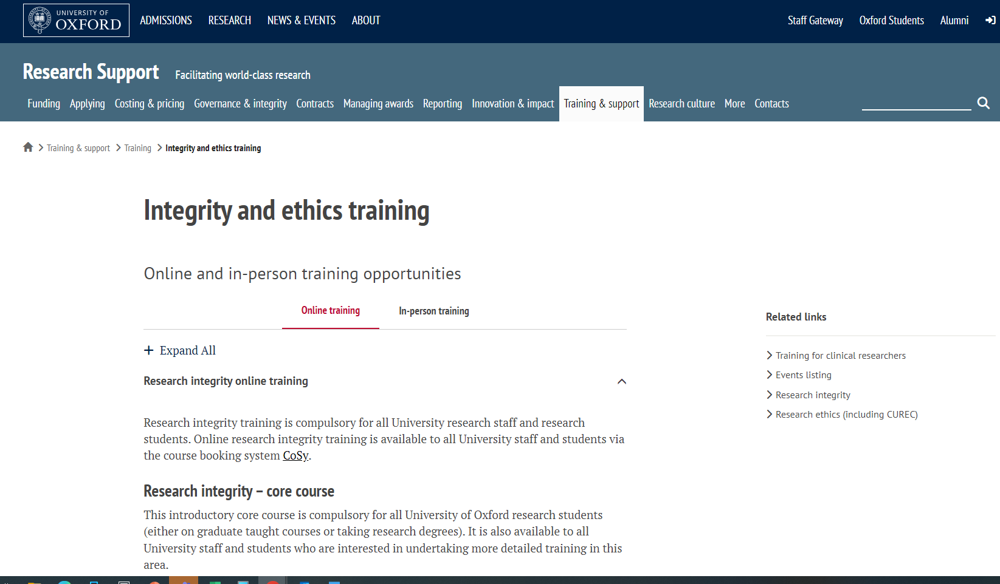 UNIVERSITY OF
OXFORD
ADMISSIONS RESEARCH NEWS & EVENTS ABOUT
Staff Gateway Oxford Students Alumni
Research Support Facilitating world-class research
Funding Applying Costing & pricing Governance & integrity Contracts Managing awards Reporting Innovation & impact Training & support Research culture More Contacts
Training & support Training Integrity and ethics training
Integrity and ethics training
Online and in-person training opportunities
Online training In-person training
Expand All
Research integrity online training
Research integrity training is compulsory for all University research staff and research
students. Online research integrity training is available to all University staff and students via
the course booking system CoSy.
Research integrity – core course
This introductory core course is compulsory for all University of Oxford research students
(either on graduate taught courses or taking research degrees). It is also available to all
University staff and students who are interested in undertaking more detailed training in this
area.
Related links
Training for clinical researchers
Events listing
Research integrity
Research ethics (including CUREC)